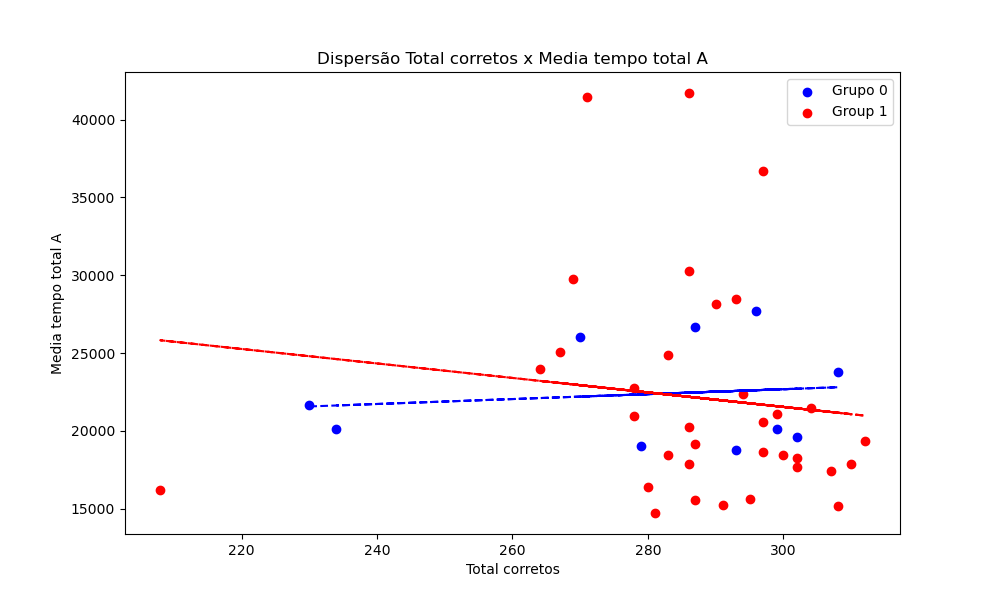 Dispersão Total corretos x Media tempo total A
Grupo 0
Group 1
Media tempo total A
40000
35000
30000
25000
20000
15000
220
240
260
280
300
Total corretos